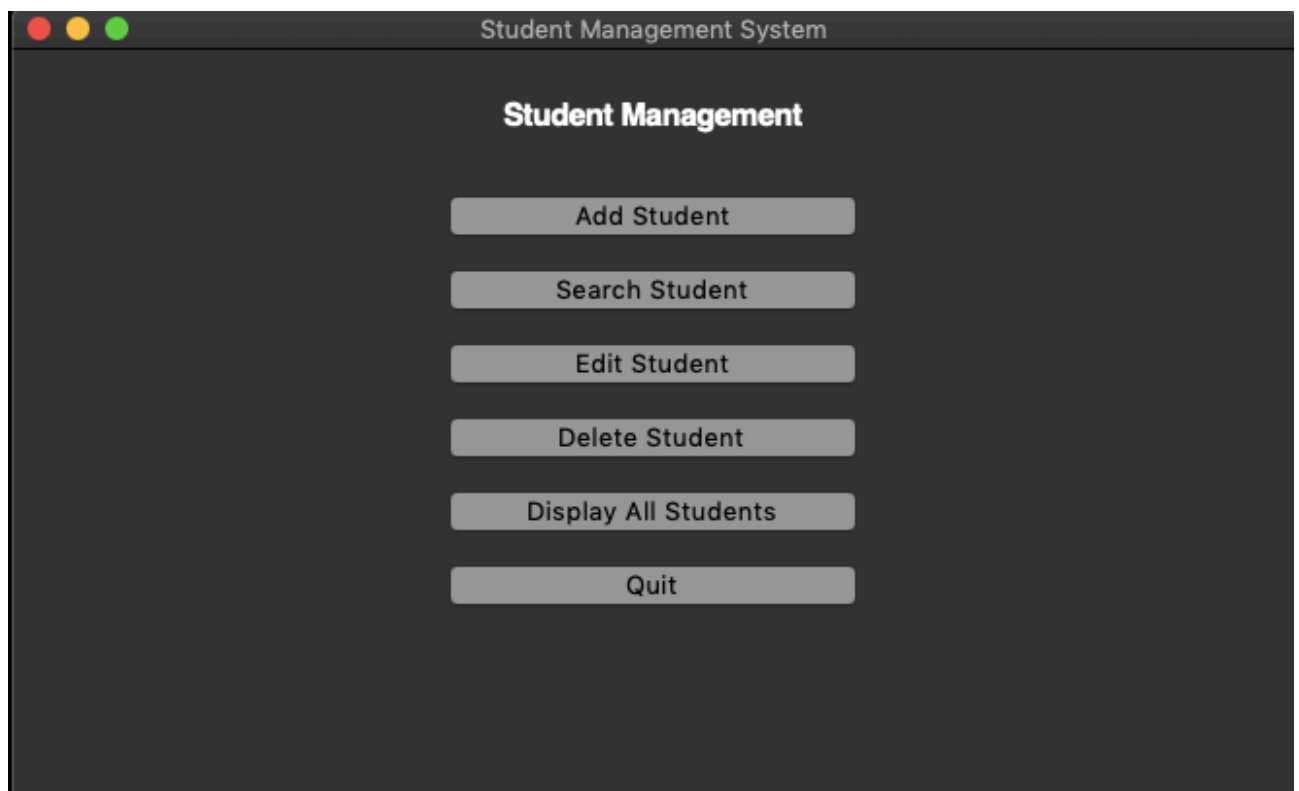 Student Management System
Student Management
Add Student
Search Student
Edit Student
Delete Student
Display All Students
Quit